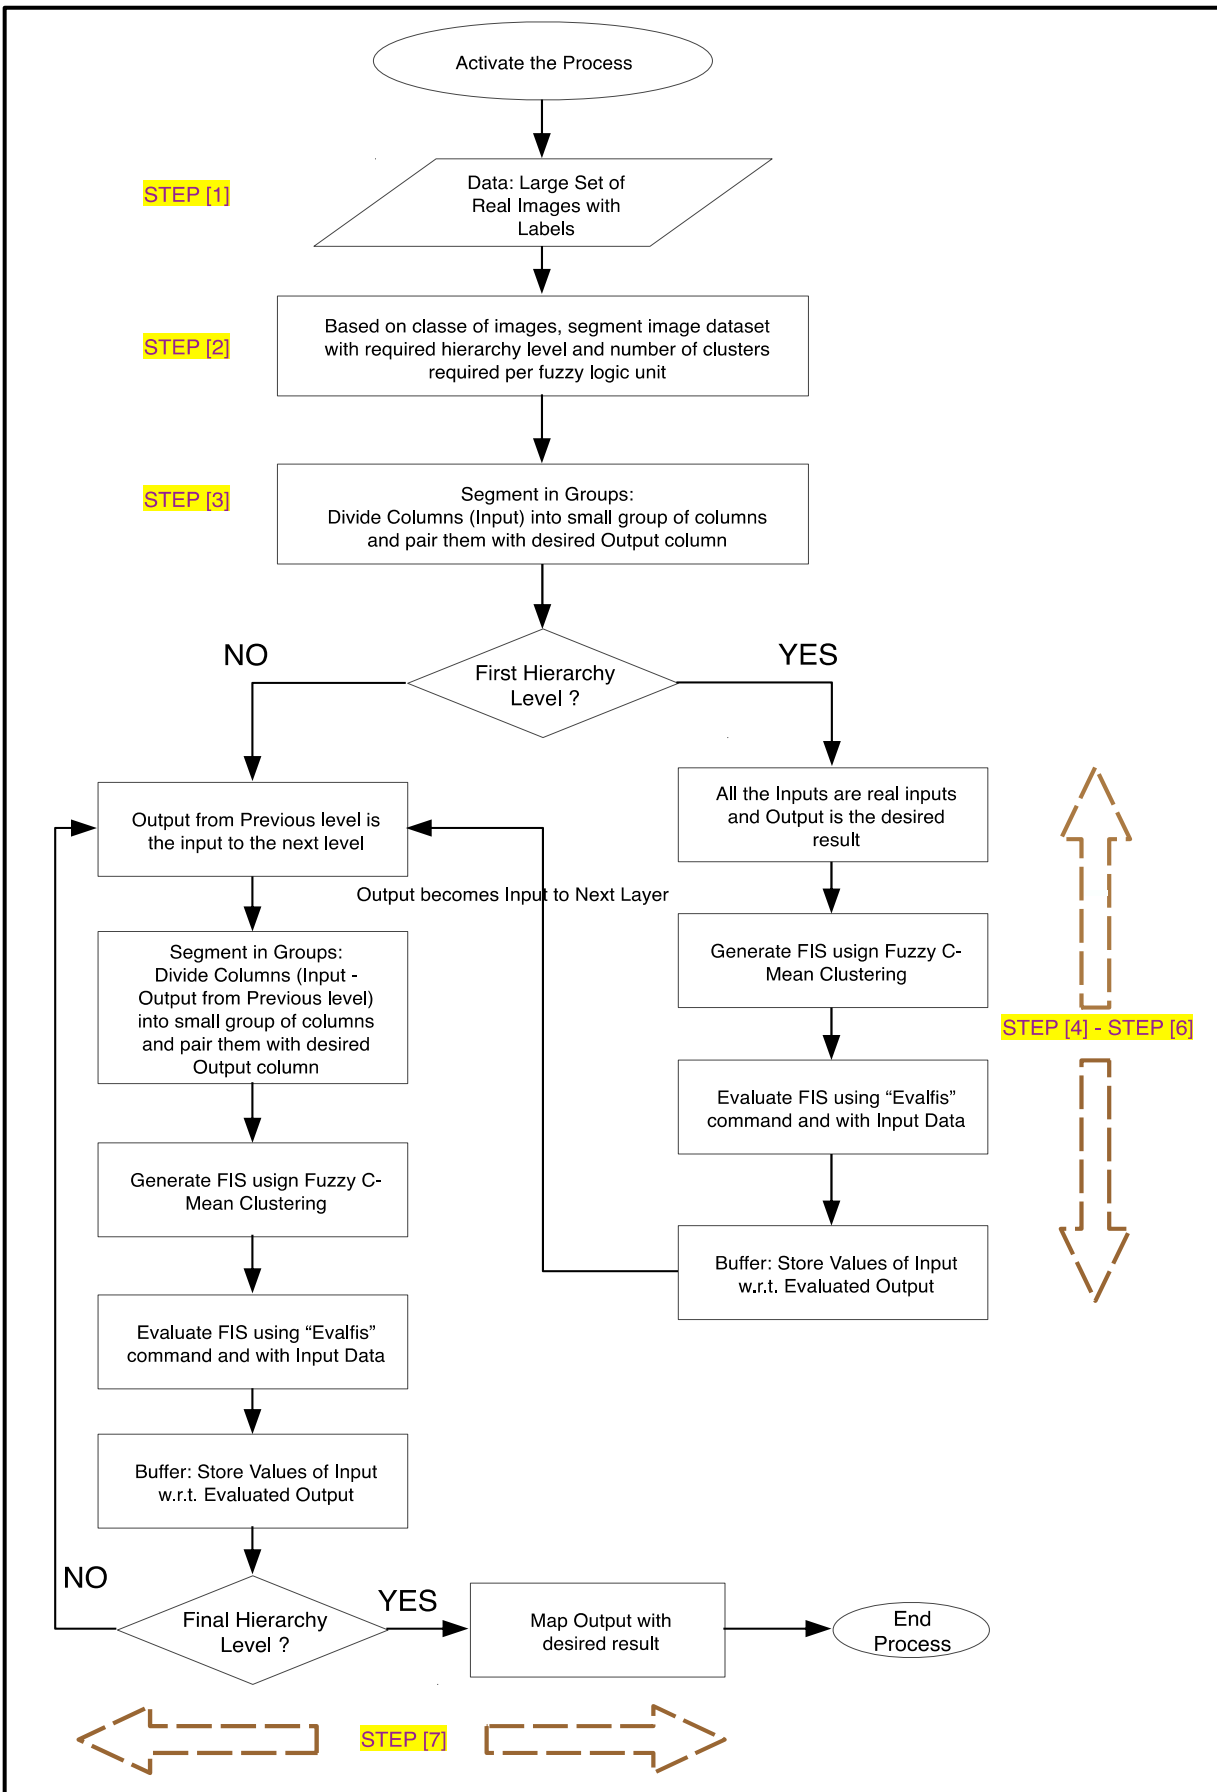 Activate the Process
STEP [1]
Data: Large Set of
Real Images with
Labels
STEP [2]
Based on classe of images, segment image dataset
with required hierarchy level and number of clusters
required per fuzzy logic unit
STEP [3]
Segment in Groups:
Divide Columns (Input) into small group of columns
and pair them with desired Output column
NO
YES
First Hierarchy
Level ?
Output from Previous level is
the input to the next level
All the Inputs are real inputs
and Output is the desired
result
Output becomes Input to Next Layer
Segment in Groups:
Divide Columns (Input -
Output from Previous level)
into small group of columns
and pair them with desired
Output column
Generate FIS usign Fuzzy C-
Mean Clustering
STEP [4] - STEP [6]
Evaluate FIS using “Evalfis”
command and with Input Data
Generate FIS usign Fuzzy C-
Mean Clustering
Buffer: Store Values of Input
w.r.t. Evaluated Output
Evaluate FIS using “Evalfis”
command and with Input Data
Buffer: Store Values of Input
w.r.t. Evaluated Output
NO
YES
Final Hierarchy
Level ?
Map Output with
desired result
End
Process
STEP [7]